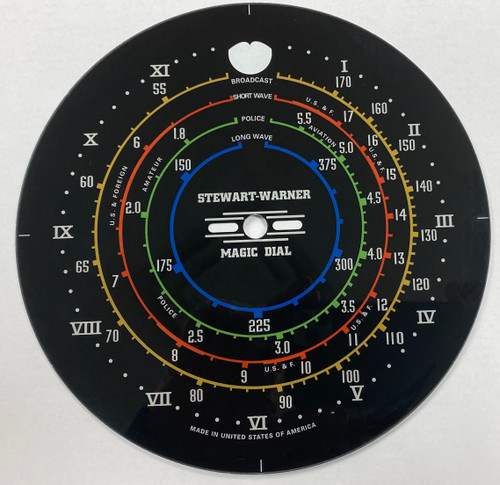 XI
I
II
III
IV
V
VI
VII
VIII
IX
X
BROADCAST
55
60
65
70
80
90
100
110
120
130
140
150
160
170
SHORT WAVE
U.S. & FOREIGN
6
7
8
9
U.S. & F.
10
11
U.S. & F.
12
13
14
15
U.S. & F.
16
17
U.S. & F.
POLICE
AMATEUR
1.8
2.0
POLICE
2.5
3.0
3.5
4.0
4.5
5.0
AVIATION
5.5
LONG WAVE
150
175
225
300
375
STEWART-WARNER
MAGIC DIAL
MADE IN UNITED STATES OF AMERICA